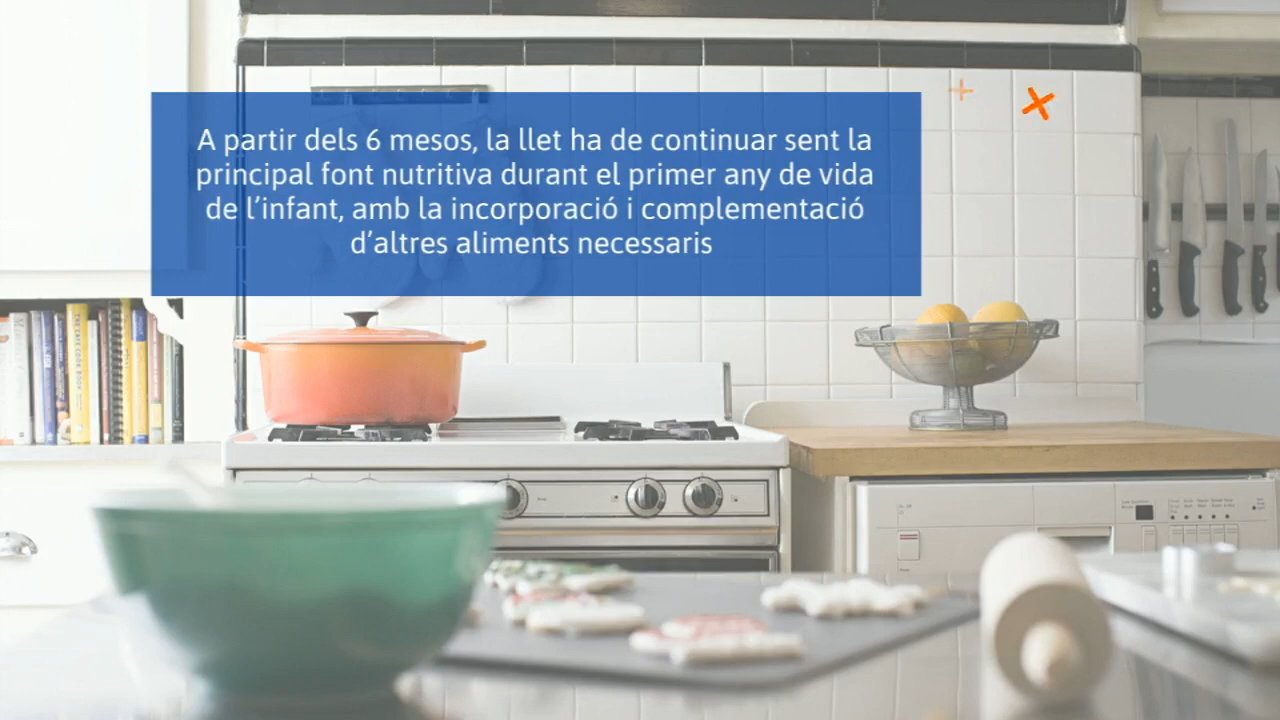 A partir dels 6 mesos, la llet ha de continuar sent la
principal font nutritiva durant el primer any de vida
de l’infant, amb la incorporació i complementació
d’altres aliments necessaris